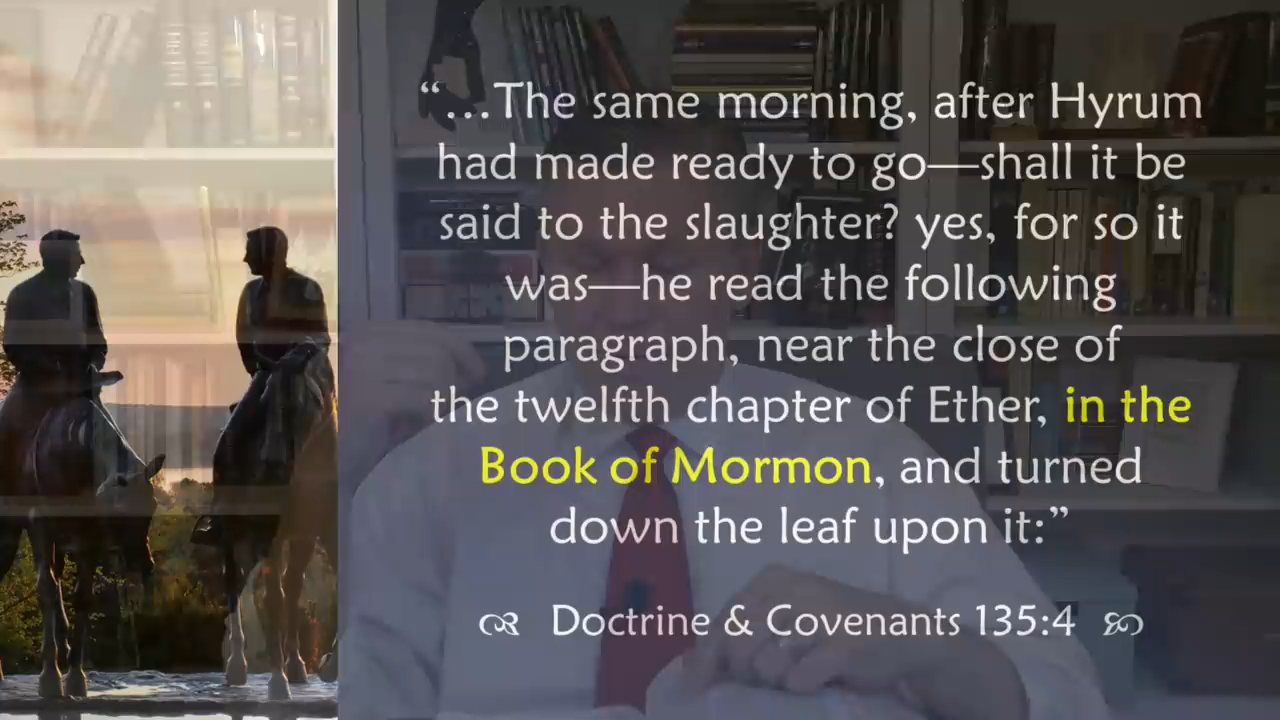 “…The same morning, after Hyrum
had made ready to go—shall it be
said to the slaughter? yes, for so it
was—he read the following
paragraph, near the close of
the twelfth chapter of Ether, in the
Book of Mormon, and turned
down the leaf upon it:”
Doctrine & Covenants 135:4